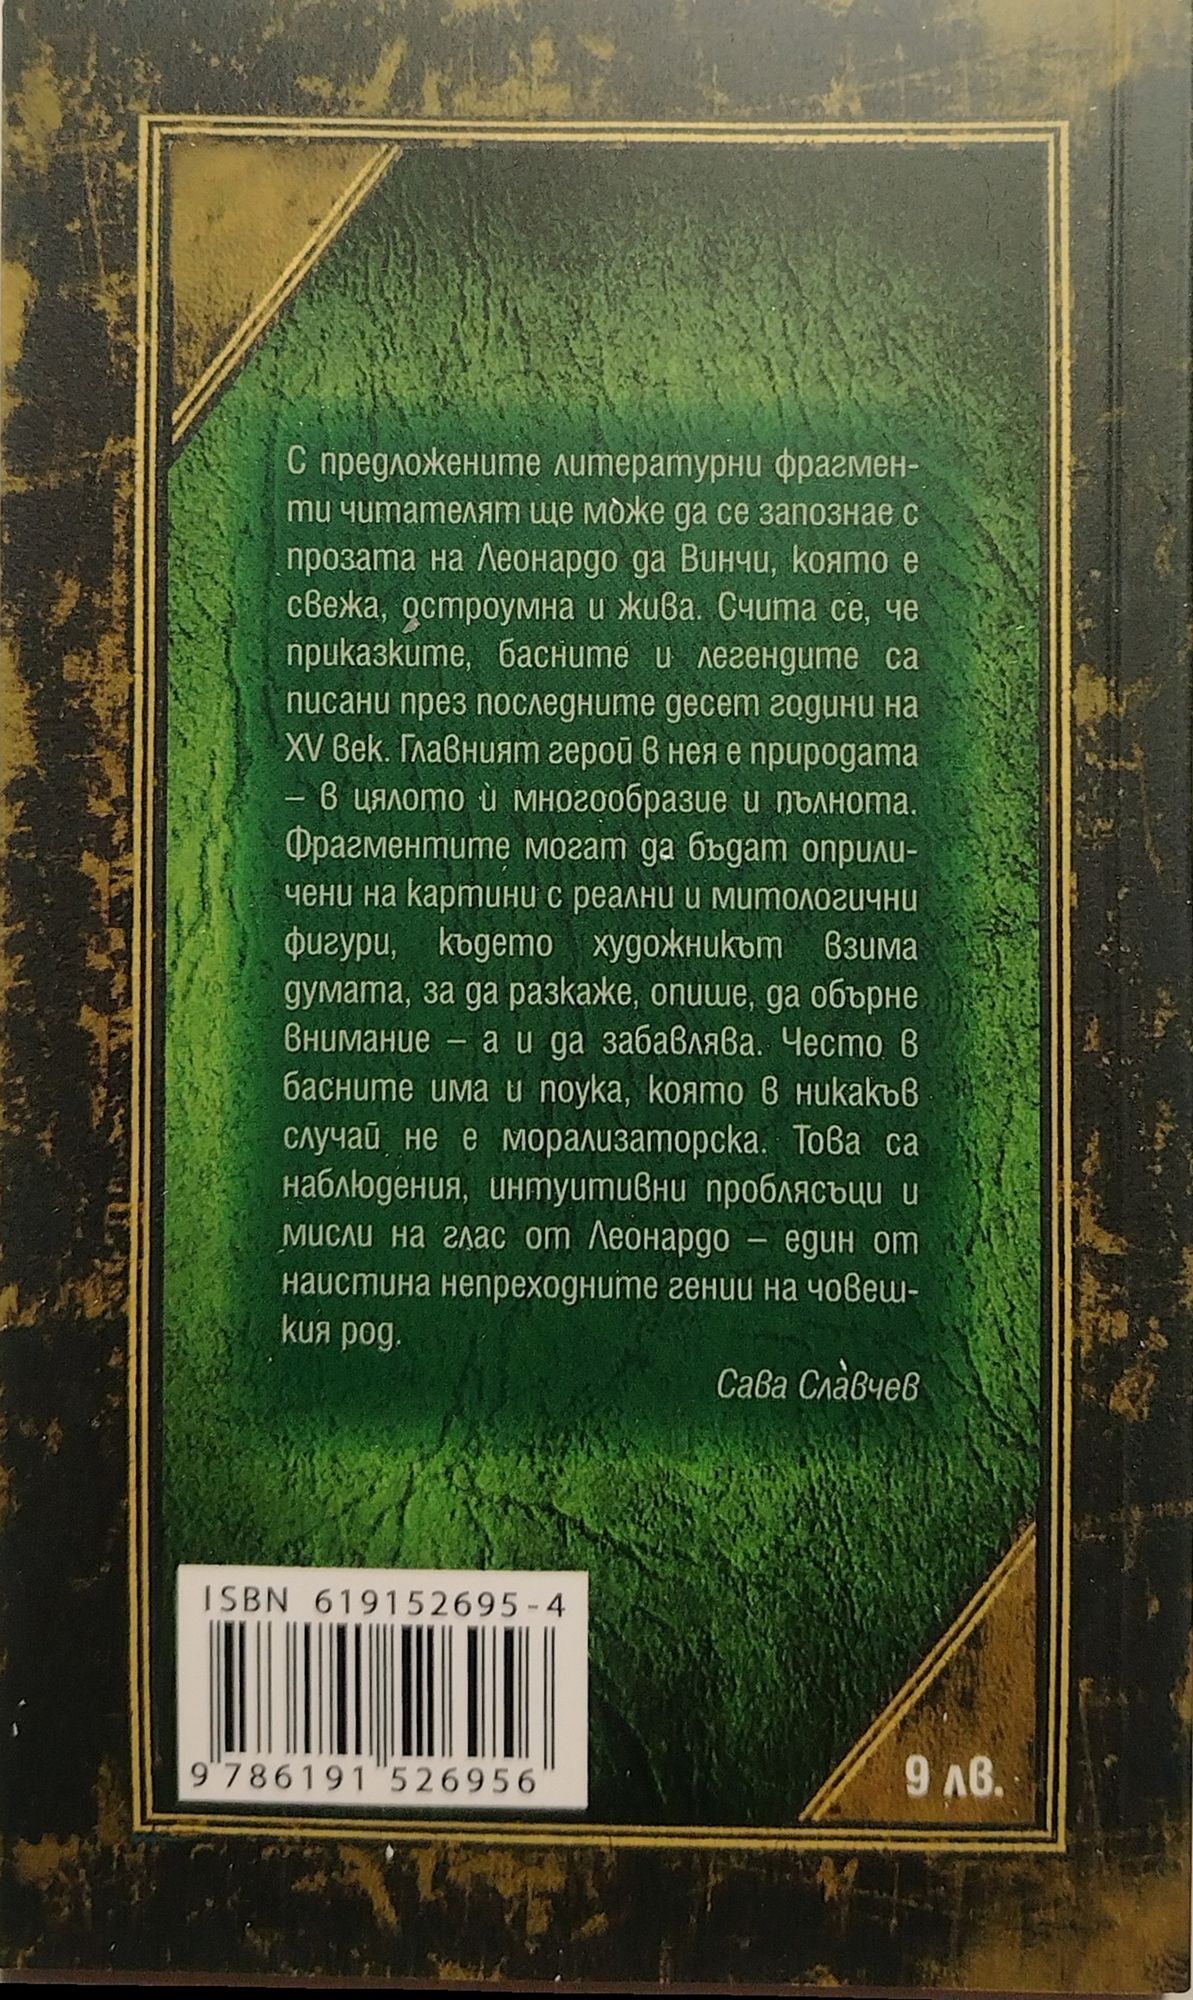 С предложените литературни фрагмен-
ти читателят ще може да се запознае с
прозата на Леонардо да Винчи, която е
свежа, остроумна и жива. Счита се, че
приказките, басните и легендите са
писани през последните десет години на
XV век. Главният герой в нея е природата
– в цялото ѝ многообразие и пълнота.
Фрагментите могат да бъдат оприли-
чени на картини с реални и митологични
фигури, където художникът взима
думата, за да разкаже, опише, да обърне
внимание – а и да забавлява. Често в
басните има и поука, която в никакъв
случай не е морализаторска. Това са
наблюдения, интуитивни проблясъци и
мисли на глас от Леонардо – един от
наистина непреходните гении на човеш-
кия род.
Сава Славчев
ISBN 619152695-4
9 786191 526956
9 лв.